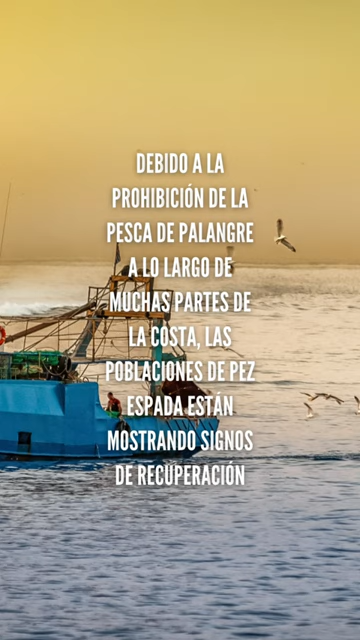 DEBIDO A LA
PROHIBICIÓN DE LA
PESCA DE PALANGRE
A LO LARGO DE
MUCHAS PARTES DE
LA COSTA, LAS
POBLACIONES DE PEZ
ESPADA ESTÁN
MOSTRANDO SIGNOS
DE RECUPERACIÓN